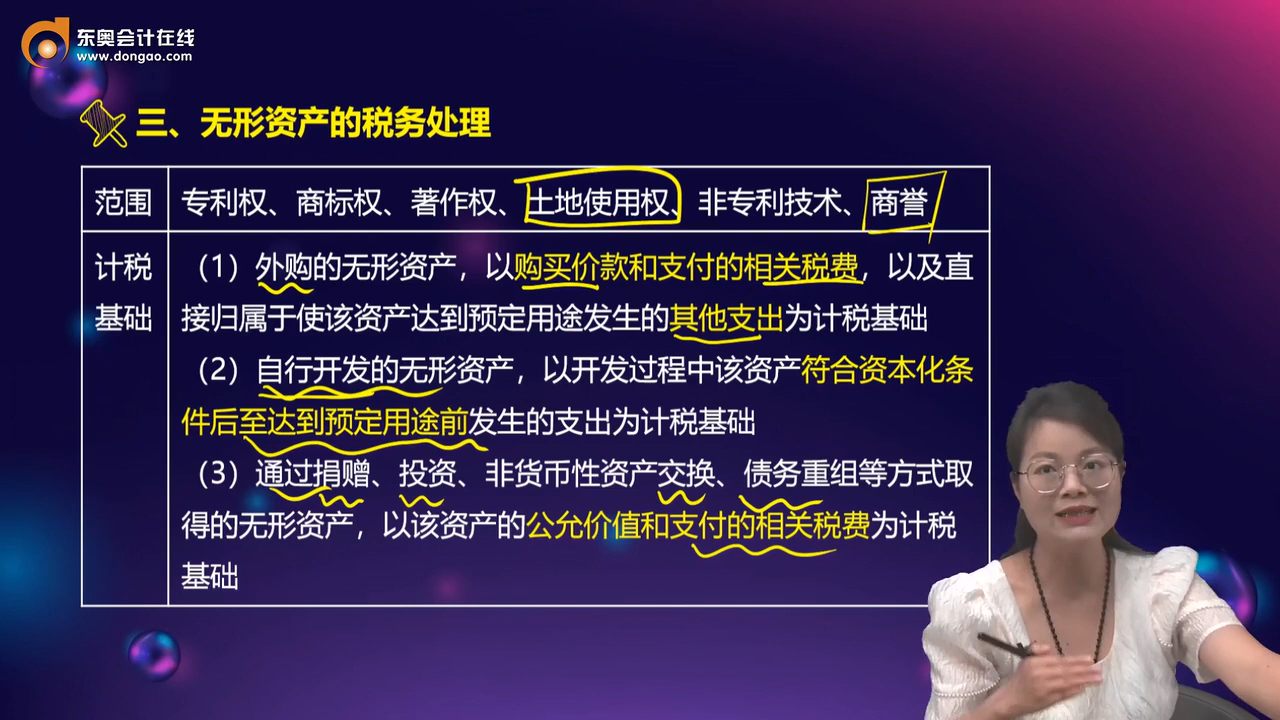 东奥会计在线
www.dongao.com
三、无形资产的税务处理
范围
专利权、商标权、著作权、土地使用权、非专利技术、商誉
计税
基础
（1）外购的无形资产，以购买价款和支付的相关税费，以及直
接归属于使该资产达到预定用途发生的其他支出为计税基础
（2）自行开发的无形资产，以开发过程中该资产符合资本化条
件后至达到预定用途前发生的支出为计税基础
（3）通过捐赠、投资、非货币性资产交换、债务重组等方式取
得的无形资产，以该资产的公允价值和支付的相关税费为计税
基础